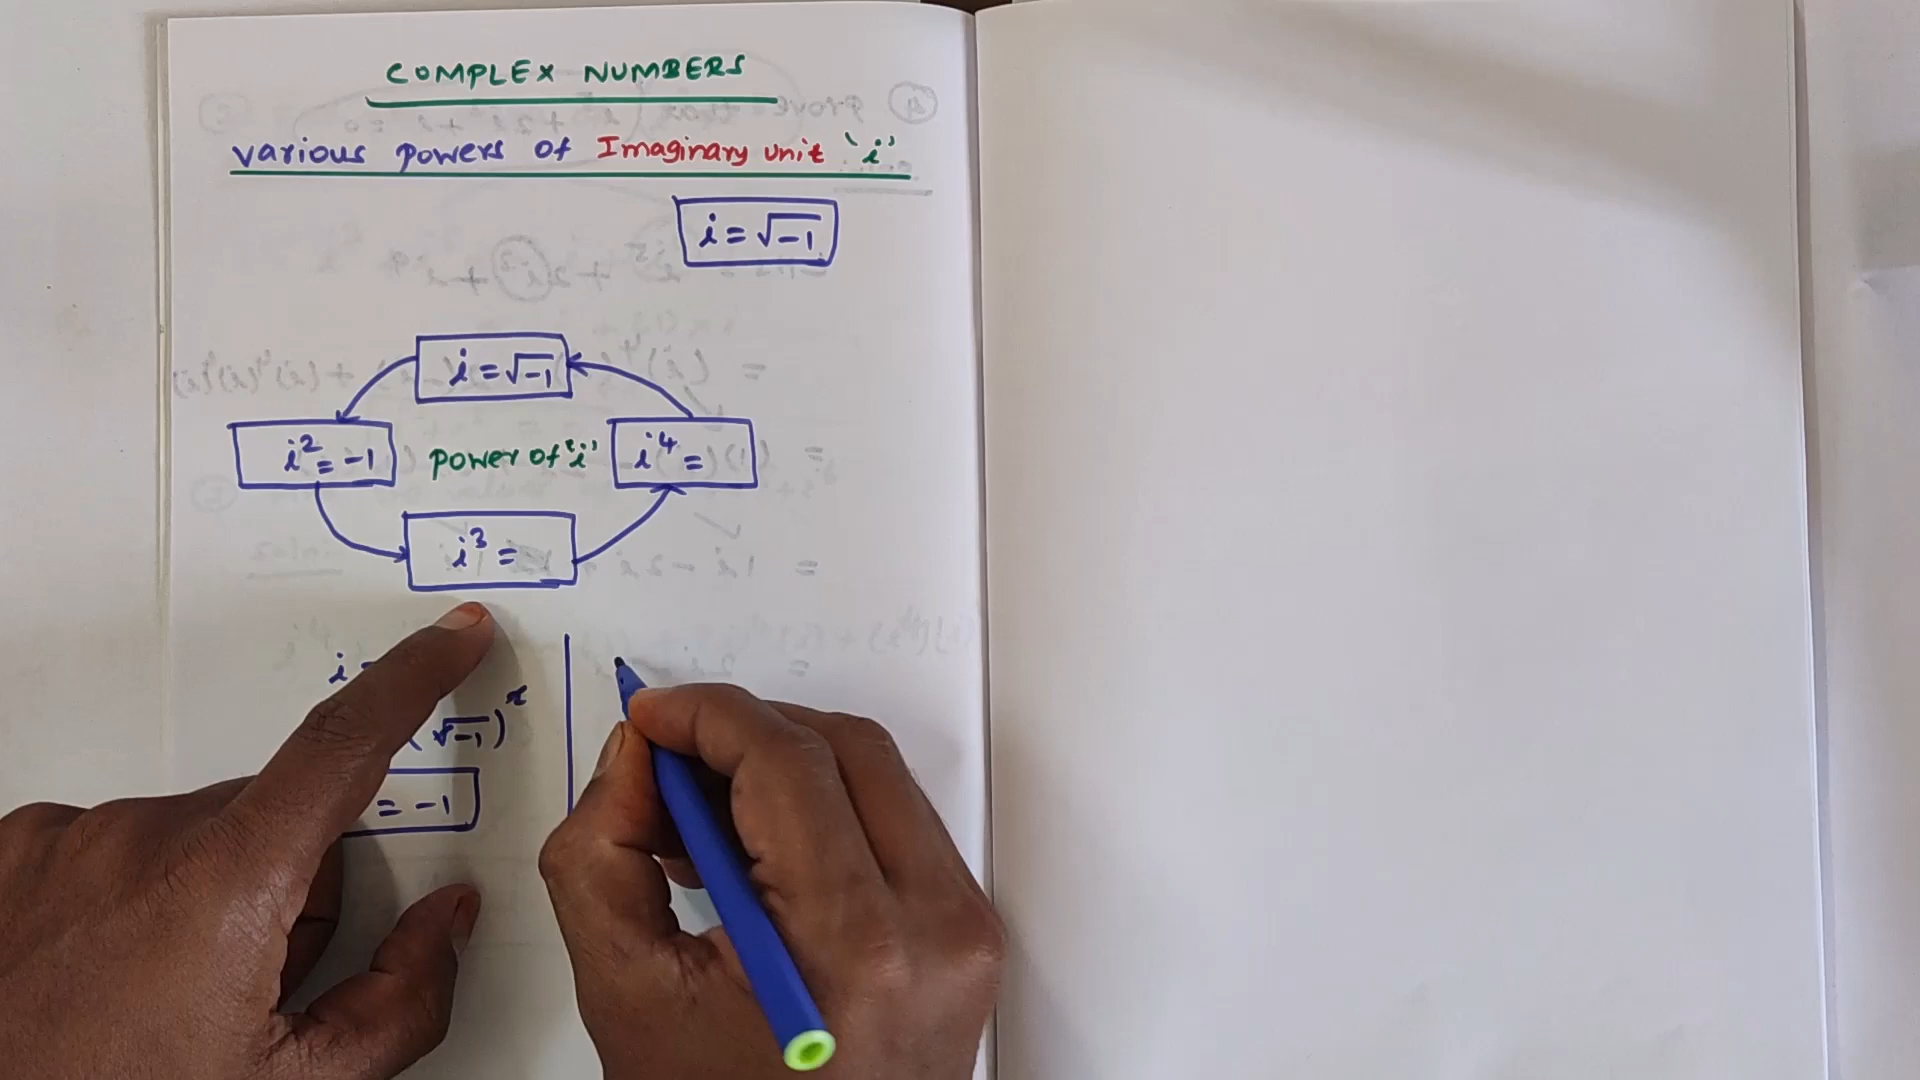 COMPLEX NUMBERS
various powers of Imaginary unit 'i'
i = √-1
i = √-1
i² = -1
power of 'i'
i⁴ =
i³ =
i =
(√-1)²
= -1